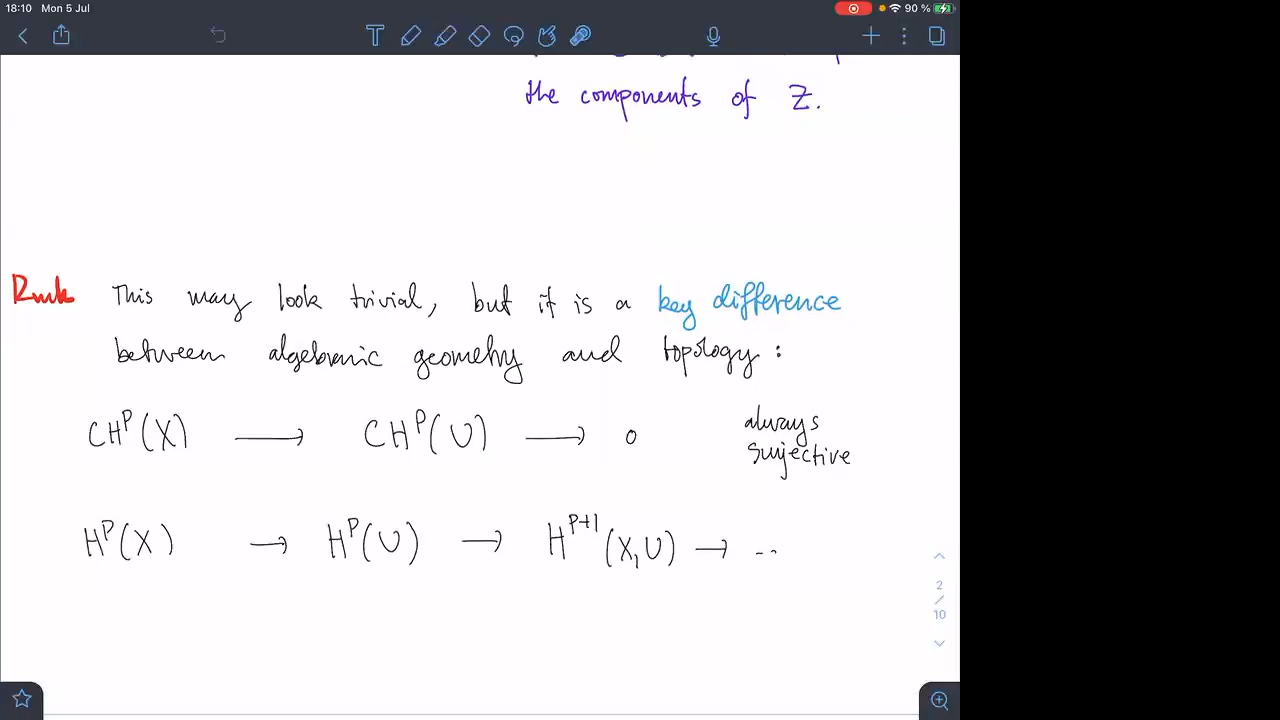 18:10 Mon 5 Jul
90 %
the components of Z.
Rmk This may look trivial, but it is a key difference
between algebraic geometry and topology :
CH^p(X) ⟶ CH^p(U) ⟶ 0 always surjective
H^p(X) → H^p(U) → H^{p+1}(X,U) → --
2
/
10